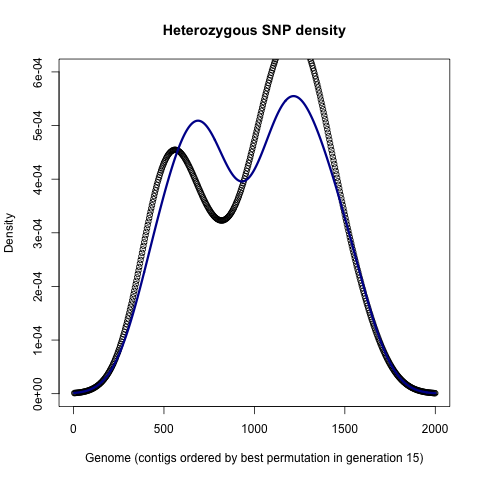 Heterozygous SNP density
6e-04
5e-04
4e-04
3e-04
2e-04
1e-04
0e+00
Density
0 500 1000 1500 2000
Genome (contigs ordered by best permutation in generation 15)